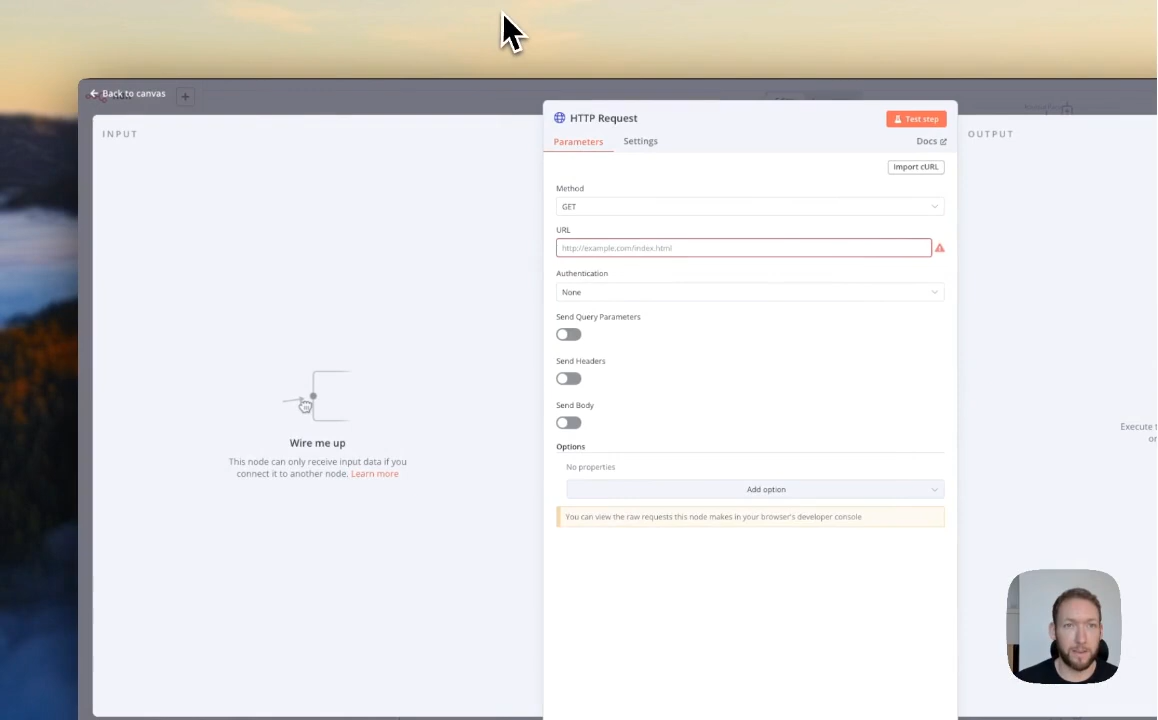 Back to canvas
+
INPUT
HTTP Request
Test step
OUTPUT
Parameters
Settings
Docs
Import cURL
Method
GET
URL
http://example.com/index.html
Authentication
None
Send Query Parameters
Send Headers
Send Body
Wire me up
This node can only receive input data if you
connect it to another node. Learn more
Execute
Options
No properties
Add option
You can view the raw requests this node makes in your browser's developer console